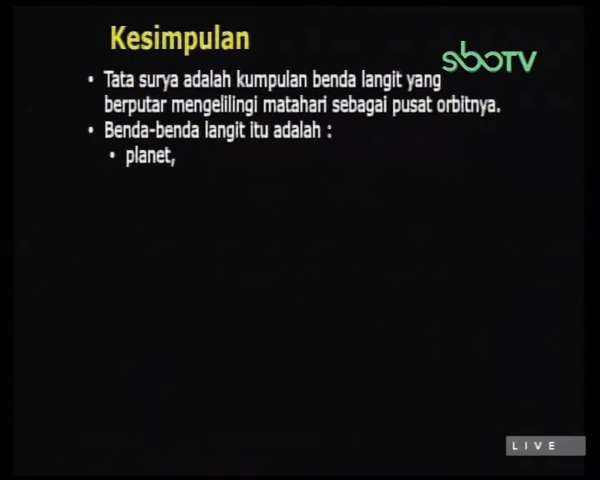 Kesimpulan
sboTV
• Tata surya adalah kumpulan benda langit yang
berputar mengelilingi matahari sebagai pusat orbitnya.
• Benda-benda langit itu adalah :
• planet,
LIVE